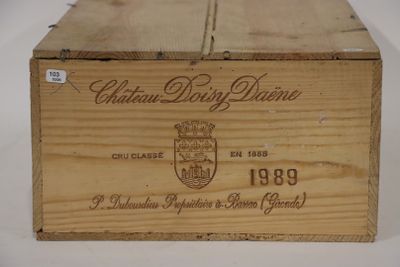 103
Château Doisy Daëne
CRU CLASSÉ EN 1855
1989
P. Dubourdieu Propriétaire à Barsac (Gironde)